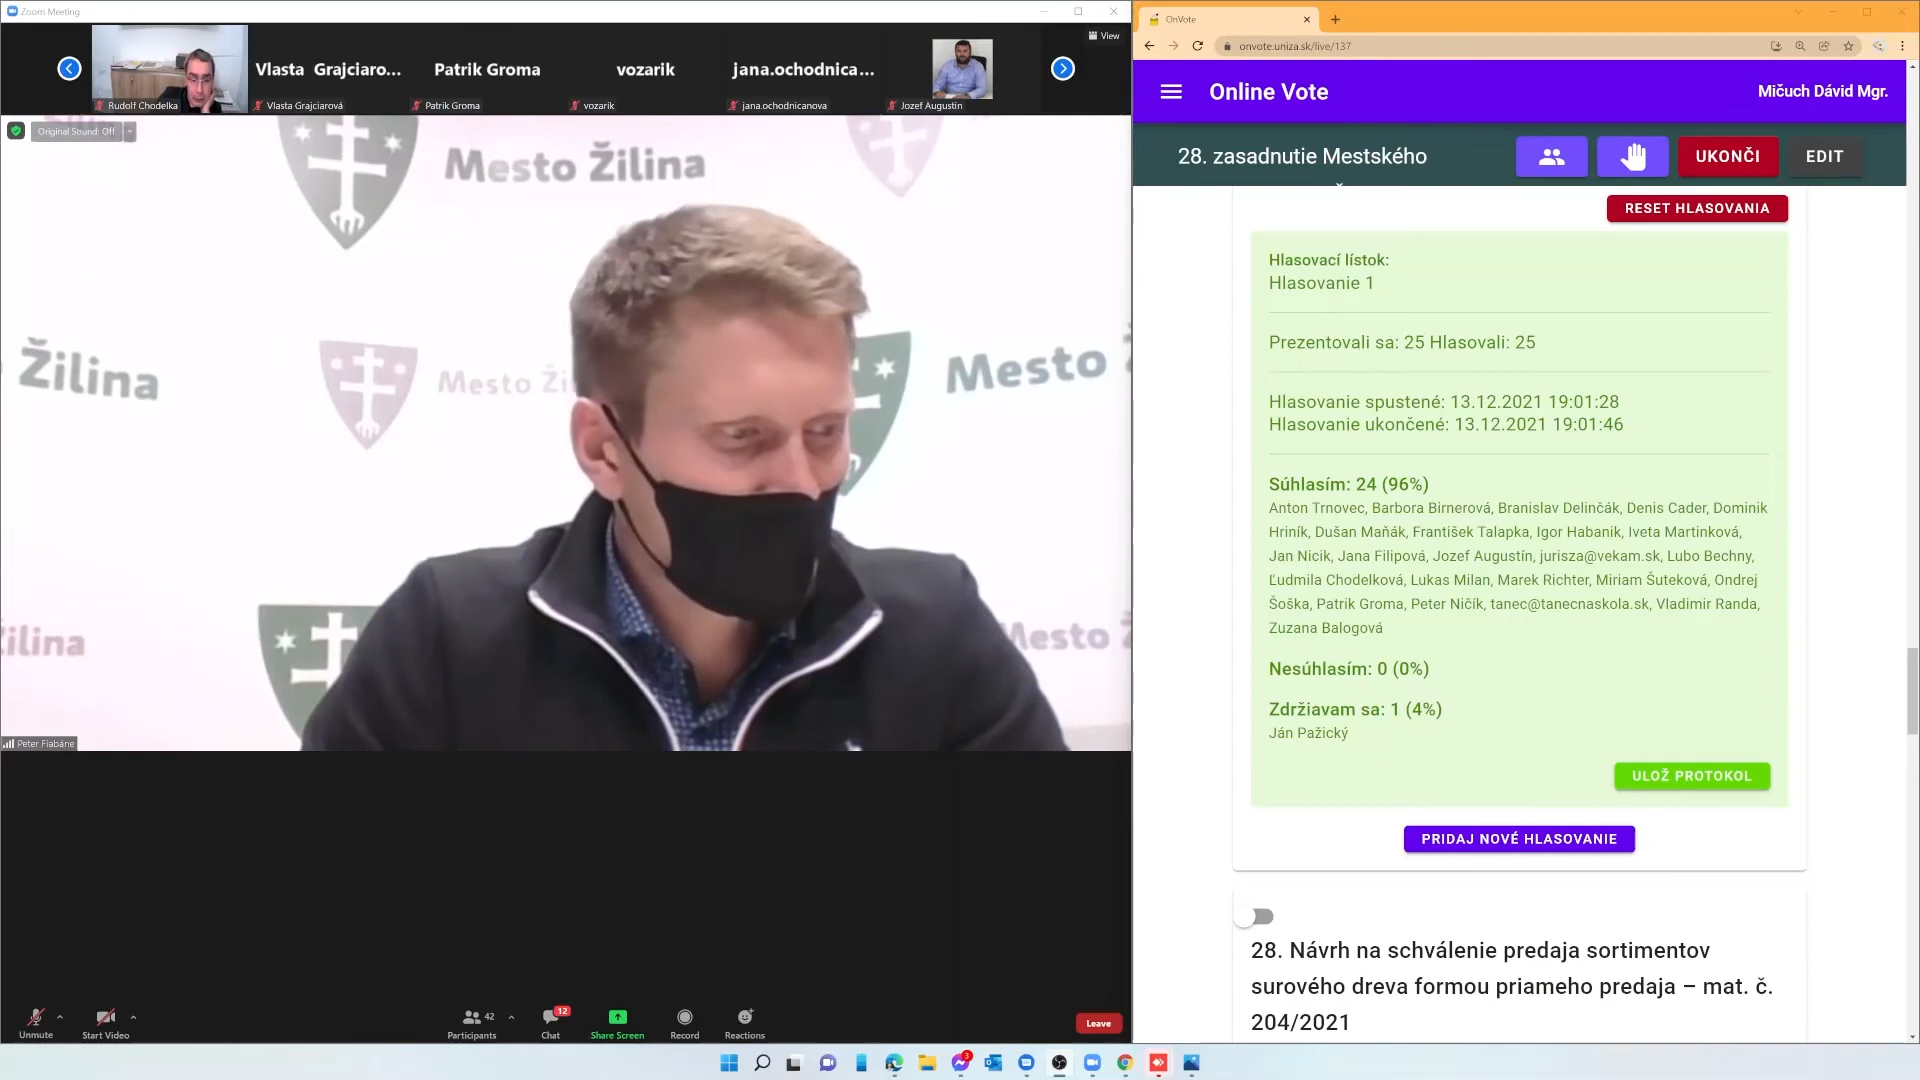 Zoom Meeting
View
Vlasta Grajciaro...
Patrik Groma
vozarik
jana.ochodnica...
Rudolf Chodelka
Vlasta Grajciarová
Patrik Groma
vozarik
jana.ochodnicanova
Jozef Augustin
Original Sound: Off
Mesto Žilina
Žilina
Mesto Ži
Mesto
ilina
Mesto Ž
Peter Fiabáne
Unmute
Start Video
42
Participants
12
Chat
Share Screen
Record
Reactions
Leave
OnVote
onvote.uniza.sk/live/137
Online Vote
Mičuch Dávid Mgr.
28. zasadnutie Mestského
UKONČI
EDIT
RESET HLASOVANIA
Hlasovací lístok:
Hlasovanie 1
Prezentovali sa: 25 Hlasovali: 25
Hlasovanie spustené: 13.12.2021 19:01:28
Hlasovanie ukončené: 13.12.2021 19:01:46
Súhlasím: 24 (96%)
Anton Trnovec, Barbora Birnerová, Branislav Delinčák, Denis Cader, Dominik
Hriník, Dušan Maňák, František Talapka, Igor Habanik, Iveta Martinková,
Jan Nicik, Jana Filipová, Jozef Augustín, jurisza@vekam.sk, Lubo Bechny,
Ľudmila Chodelková, Lukas Milan, Marek Richter, Miriam Šuteková, Ondrej
Šoška, Patrik Groma, Peter Ničík, tanec@tanecnaskola.sk, Vladimir Randa,
Zuzana Balogová
Nesúhlasím: 0 (0%)
Zdržiavam sa: 1 (4%)
Ján Pažický
ULOŽ PROTOKOL
PRIDAJ NOVÉ HLASOVANIE
28. Návrh na schválenie predaja sortimentov
surového dreva formou priameho predaja – mat. č.
204/2021
3